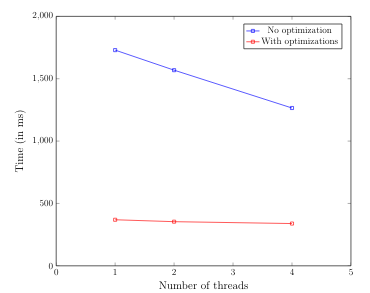 2,000
1,500
1,000
500
0
0 1 2 3 4 5
Time (in ms)
Number of threads
No optimization
With optimizations